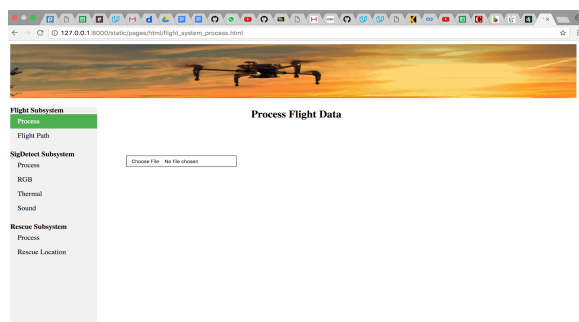 127.0.0.1:8000/static/pages/html/flight_system_process.html
Process Flight Data
Flight Subsystem
Process
Flight Path
Choose File No file chosen
SigDetect Subsystem
Process
RGB
Thermal
Sound
Rescue Subsystem
Process
Rescue Location